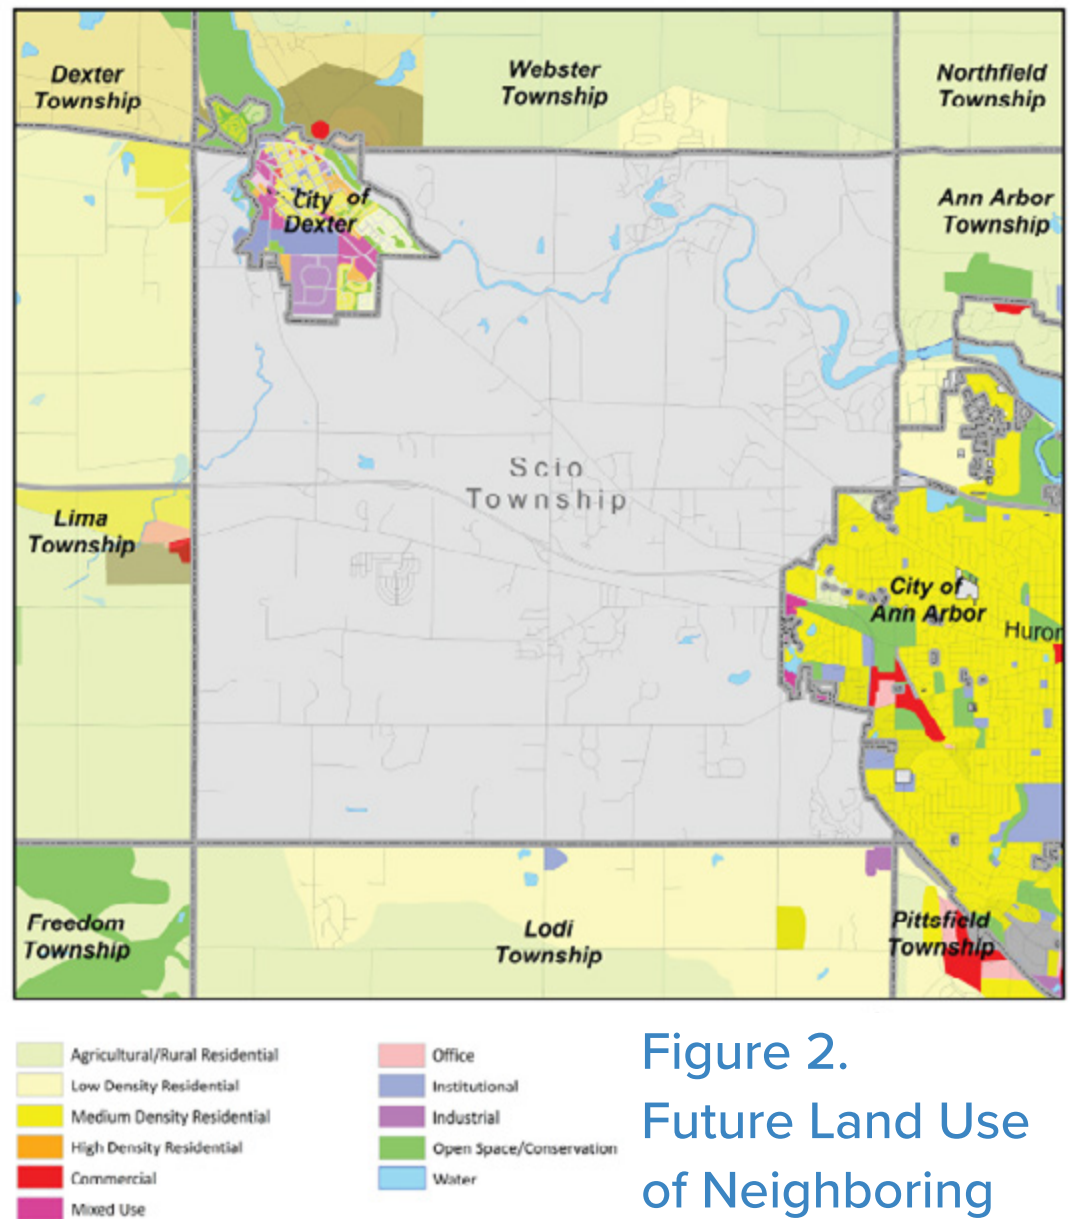 Dexter
Township
Webster
Township
Northfield
Township
City of
Dexter
Ann Arbor
Township
Scio
Township
Lima
Township
City of
Ann Arbor
Huron
Freedom
Township
Lodi
Township
Pittsfield
Township
Agricultural/Rural Residential
Low Density Residential
Medium Density Residential
High Density Residential
Commercial
Mixed Use
Office
Institutional
Industrial
Open Space/Conservation
Water
Figure 2.
Future Land Use
of Neighboring